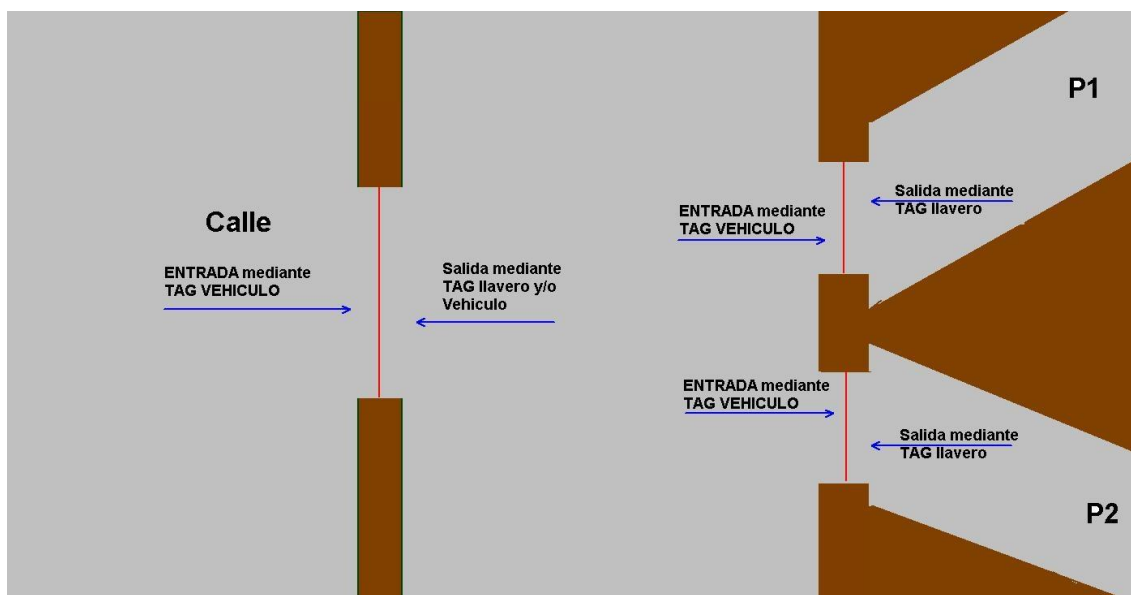 P1
Salida mediante
TAG llavero
ENTRADA mediante
TAG VEHICULO
Calle
ENTRADA mediante
TAG VEHICULO
Salida mediante
TAG llavero y/o
Vehiculo
ENTRADA mediante
TAG VEHICULO
Salida mediante
TAG llavero
P2